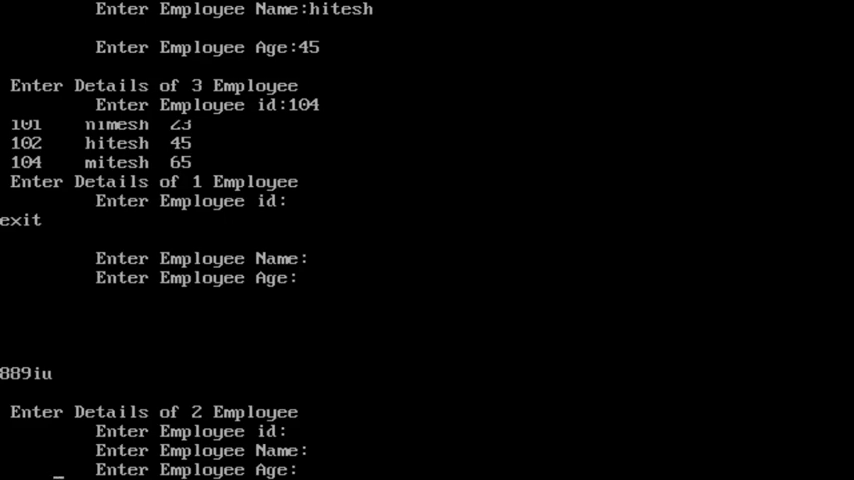 Enter Employee Name:hitesh
Enter Employee Age:45
Enter Details of 3 Employee
Enter Employee id:104
101 nimesh 23
102 hitesh 45
104 mitesh 65
Enter Details of 1 Employee
Enter Employee id:
exit
Enter Employee Name:
Enter Employee Age:
889iu
Enter Details of 2 Employee
Enter Employee id:
Enter Employee Name:
Enter Employee Age: